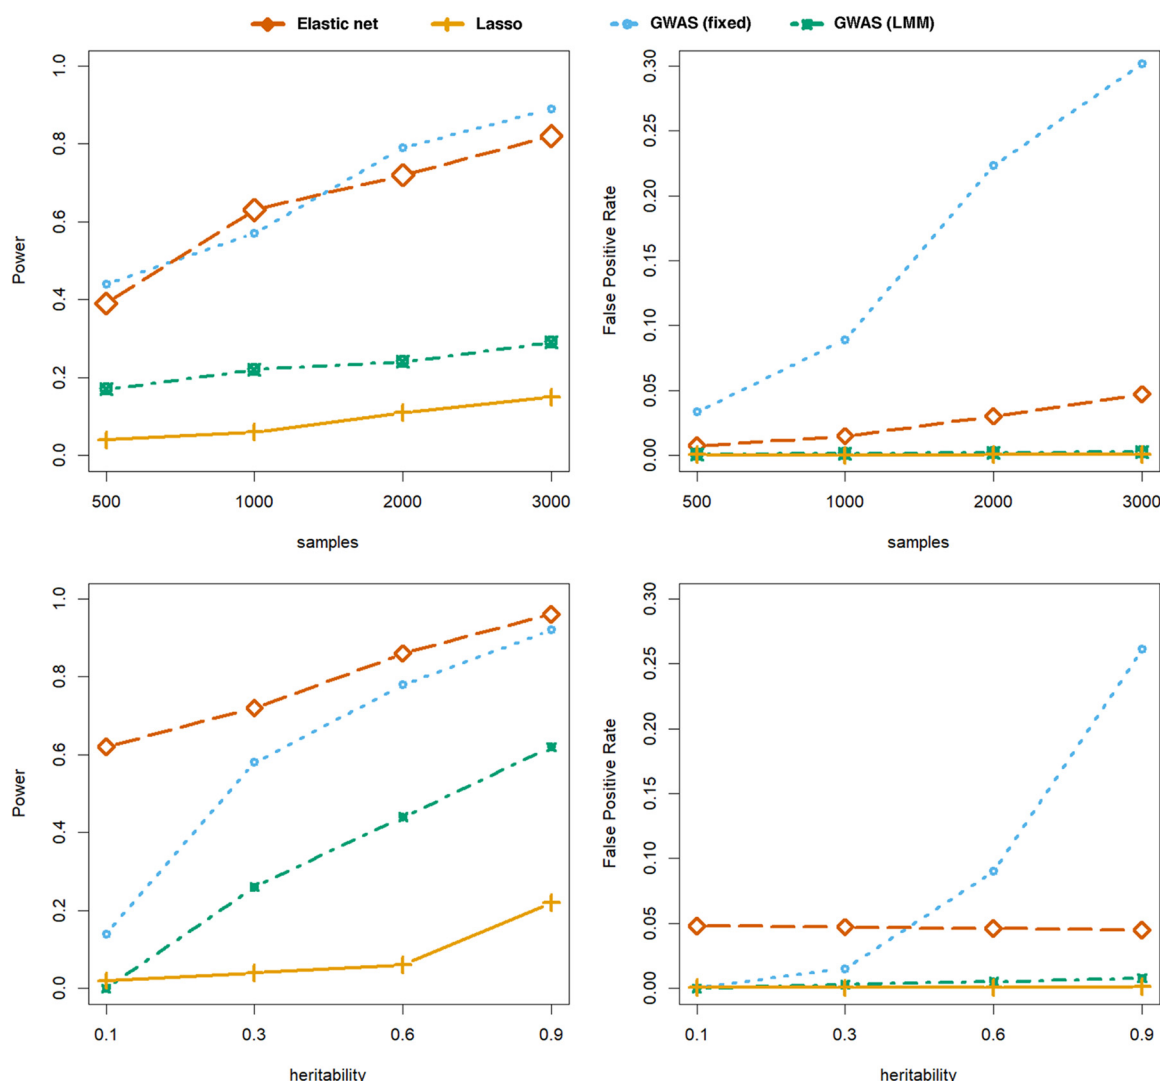 Elastic net Lasso GWAS (fixed) GWAS (LMM)
Power
1.0
0.8
0.6
0.4
0.2
0.0
500 1000 2000 3000
samples
False Positive Rate
0.30
0.25
0.20
0.15
0.10
0.05
0.00
500 1000 2000 3000
samples
Power
1.0
0.8
0.6
0.4
0.2
0.0
0.1 0.3 0.6 0.9
heritability
False Positive Rate
0.30
0.25
0.20
0.15
0.10
0.05
0.00
0.1 0.3 0.6 0.9
heritability